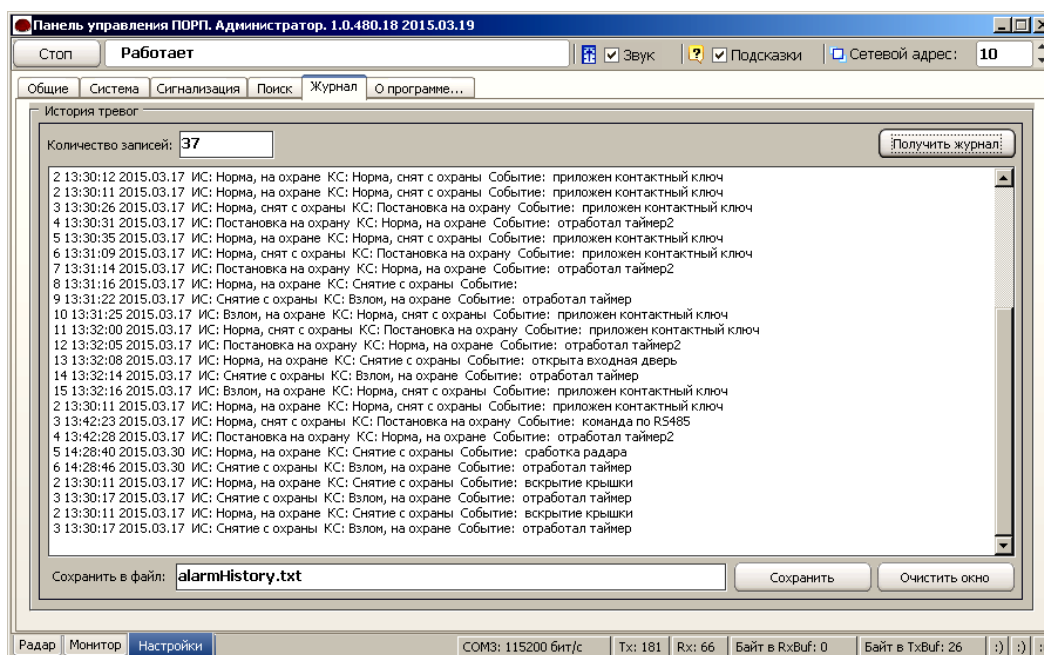 Панель управления ПОРП. Администратор. 1.0.480.18 2015.03.19
Стоп Работает Звук Подсказки Сетевой адрес: 10
Общие Система Сигнализация Поиск Журнал О программе...
История тревог
Количество записей: 37 Получить журнал
2 13:30:12 2015.03.17 ИС: Норма, на охране КС: Норма, снят с охраны Событие: приложен контактный ключ
2 13:30:11 2015.03.17 ИС: Норма, на охране КС: Норма, снят с охраны Событие: приложен контактный ключ
3 13:30:26 2015.03.17 ИС: Норма, снят с охраны КС: Постановка на охрану Событие: приложен контактный ключ
4 13:30:31 2015.03.17 ИС: Постановка на охрану КС: Норма, на охране Событие: отработал таймер2
5 13:30:35 2015.03.17 ИС: Норма, на охране КС: Норма, снят с охраны Событие: приложен контактный ключ
6 13:31:09 2015.03.17 ИС: Норма, снят с охраны КС: Постановка на охрану Событие: приложен контактный ключ
7 13:31:14 2015.03.17 ИС: Постановка на охрану КС: Норма, на охране Событие: отработал таймер2
8 13:31:16 2015.03.17 ИС: Норма, на охране КС: Снятие с охраны Событие:
9 13:31:22 2015.03.17 ИС: Снятие с охраны КС: Взлом, на охране Событие: отработал таймер
10 13:31:25 2015.03.17 ИС: Взлом, на охране КС: Норма, снят с охраны Событие: приложен контактный ключ
11 13:32:00 2015.03.17 ИС: Норма, снят с охраны КС: Постановка на охрану Событие: приложен контактный ключ
12 13:32:05 2015.03.17 ИС: Постановка на охрану КС: Норма, на охране Событие: отработал таймер2
13 13:32:08 2015.03.17 ИС: Норма, на охране КС: Снятие с охраны Событие: открыта входная дверь
14 13:32:14 2015.03.17 ИС: Снятие с охраны КС: Взлом, на охране Событие: отработал таймер
15 13:32:16 2015.03.17 ИС: Взлом, на охране КС: Норма, снят с охраны Событие: приложен контактный ключ
2 13:30:11 2015.03.17 ИС: Норма, на охране КС: Норма, снят с охраны Событие: приложен контактный ключ
3 13:42:23 2015.03.17 ИС: Норма, снят с охраны КС: Постановка на охрану Событие: команда по RS485
4 13:42:28 2015.03.17 ИС: Постановка на охрану КС: Норма, на охране Событие: отработал таймер2
5 14:28:40 2015.03.30 ИС: Норма, на охране КС: Снятие с охраны Событие: сработка радара
6 14:28:46 2015.03.30 ИС: Снятие с охраны КС: Взлом, на охране Событие: отработал таймер
2 13:30:11 2015.03.17 ИС: Норма, на охране КС: Снятие с охраны Событие: вскрытие крышки
3 13:30:17 2015.03.17 ИС: Снятие с охраны КС: Взлом, на охране Событие: отработал таймер
2 13:30:11 2015.03.17 ИС: Норма, на охране КС: Снятие с охраны Событие: вскрытие крышки
3 13:30:17 2015.03.17 ИС: Снятие с охраны КС: Взлом, на охране Событие: отработал таймер
Сохранить в файл: alarmHistory.txt Сохранить Очистить окно
Радар Монитор Настройки COM3: 115200 бит/с Tx: 181 Rx: 66 Байт в RxBuf: 0 Байт в TxBuf: 26 :) :)